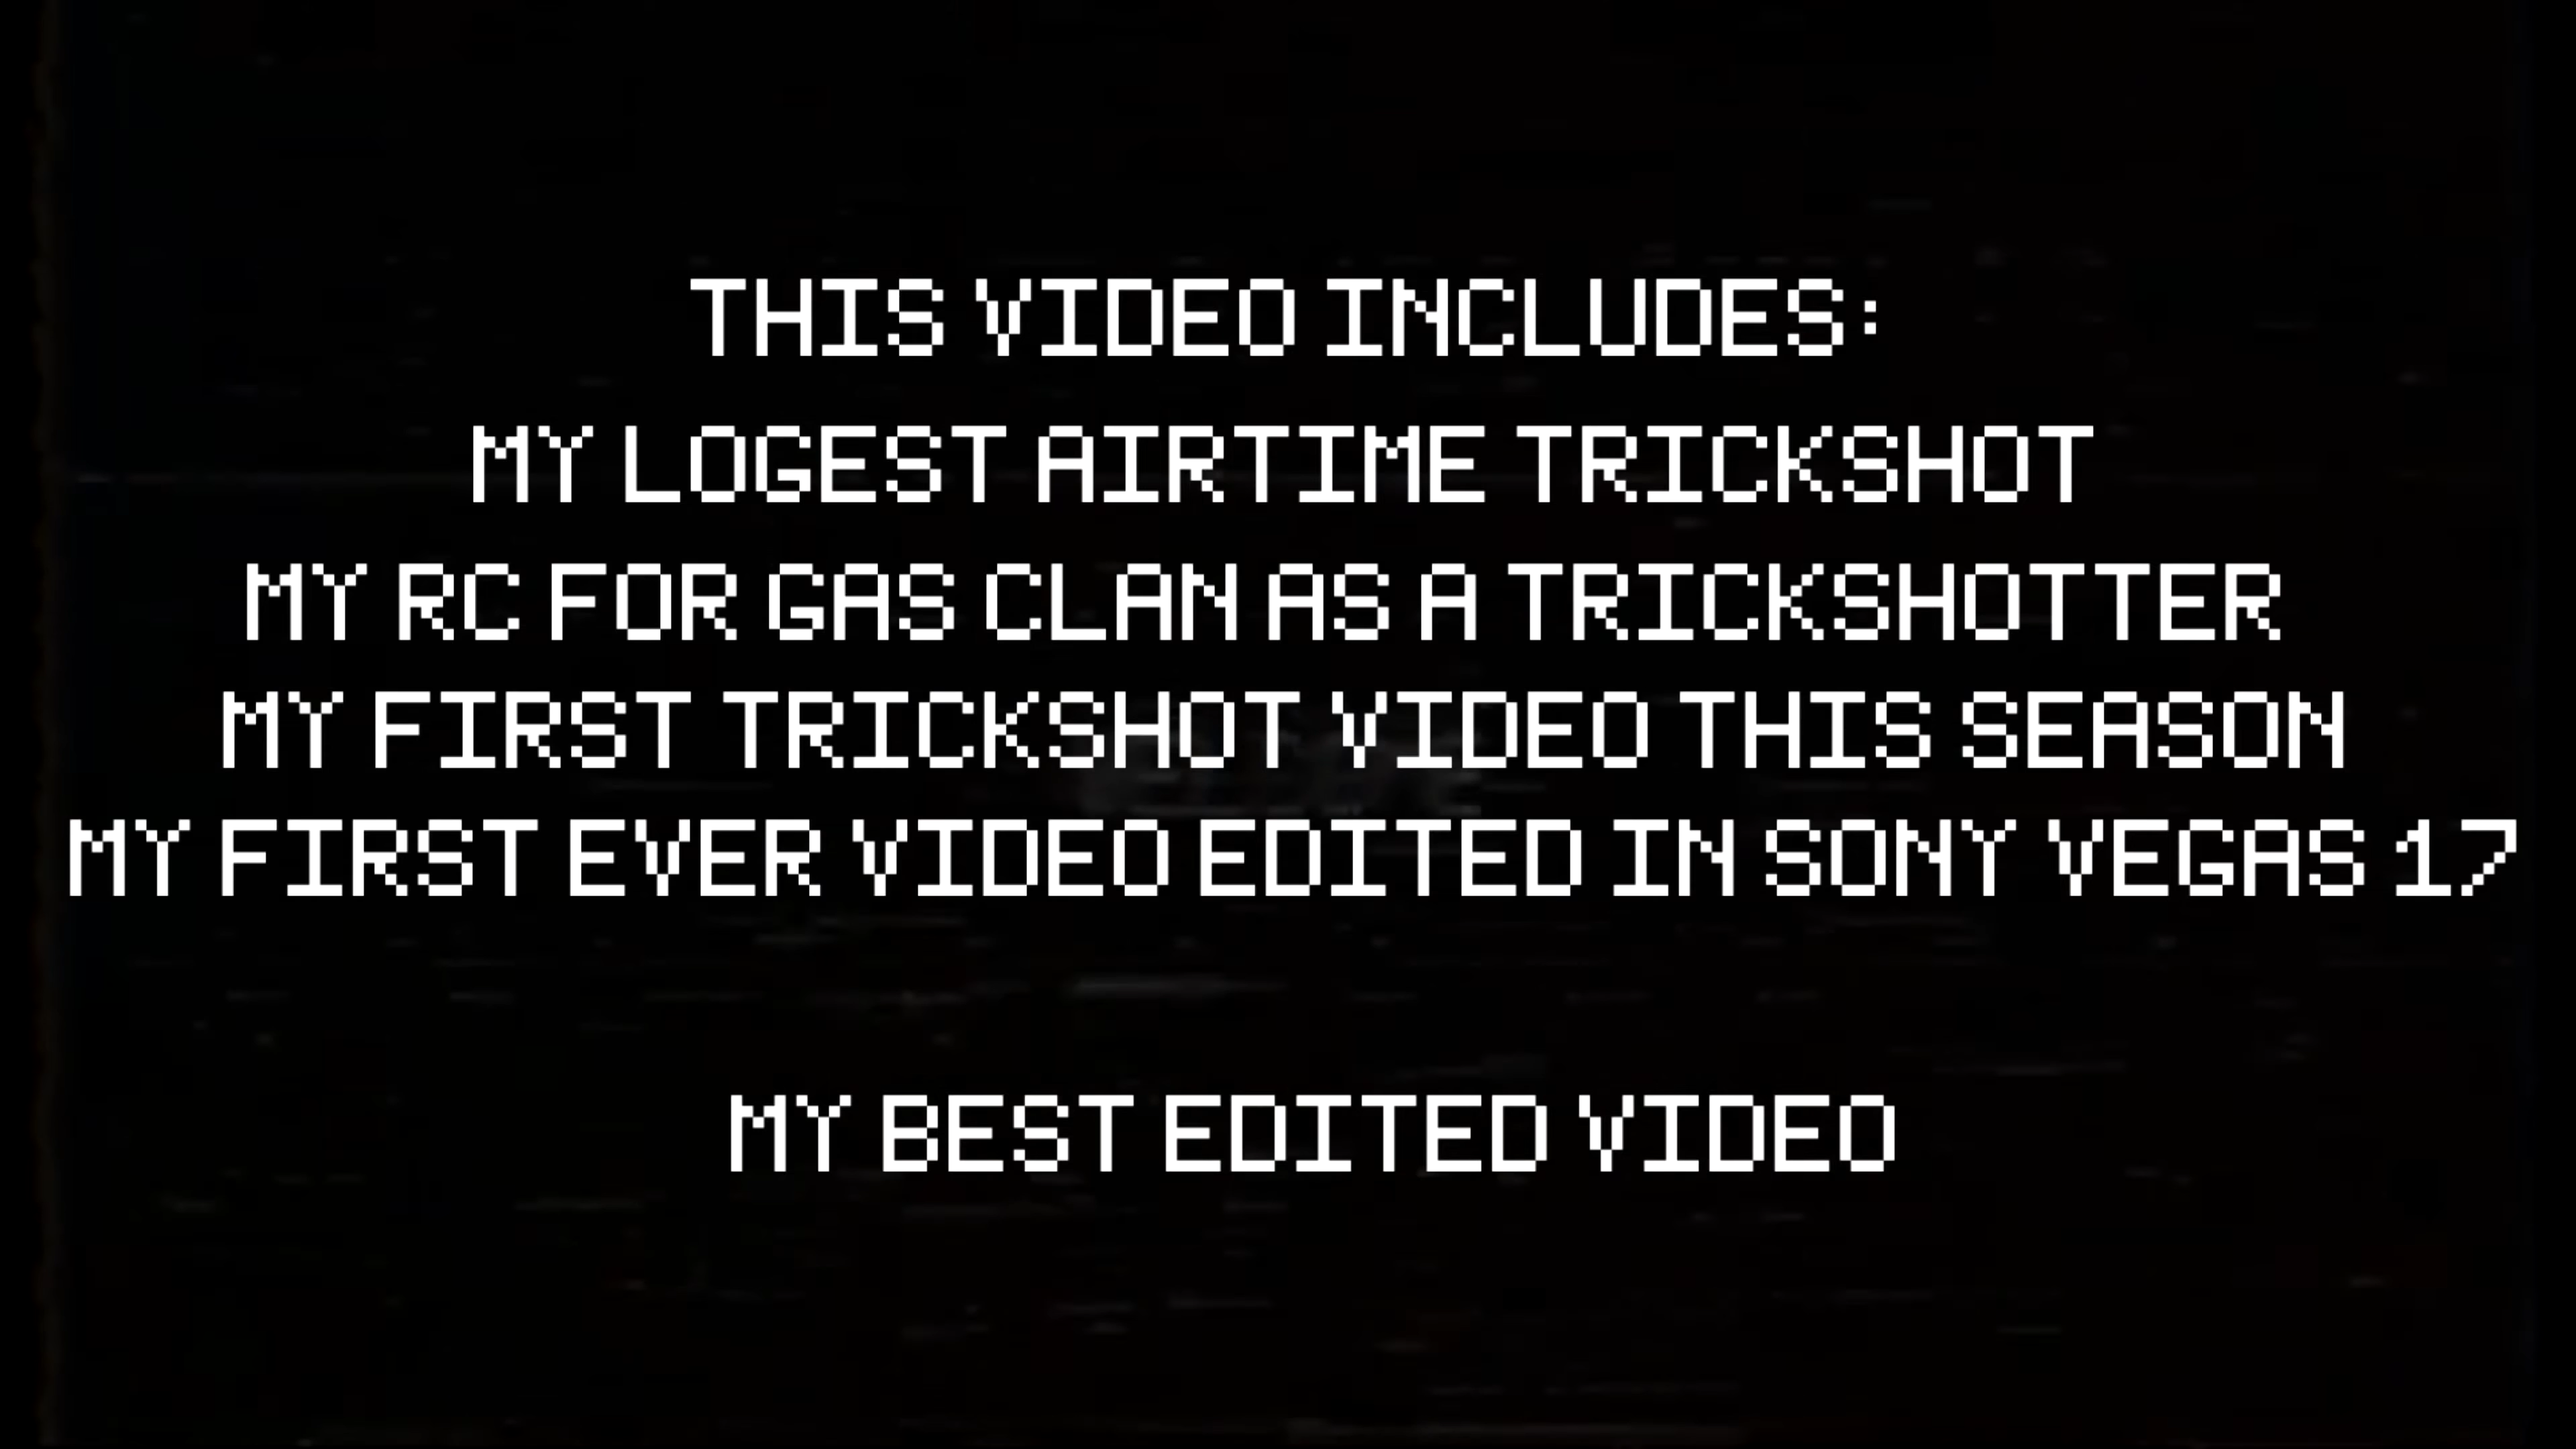 THIS VIDEO INCLUDES:
MY LOGEST AIRTIME TRICKSHOT
MY RC FOR GAS CLAN AS A TRICKSHOTTER
MY FIRST TRICKSHOT VIDEO THIS SEASON
MY FIRST EVER VIDEO EDITED IN SONY VEGAS 17
MY BEST EDITED VIDEO